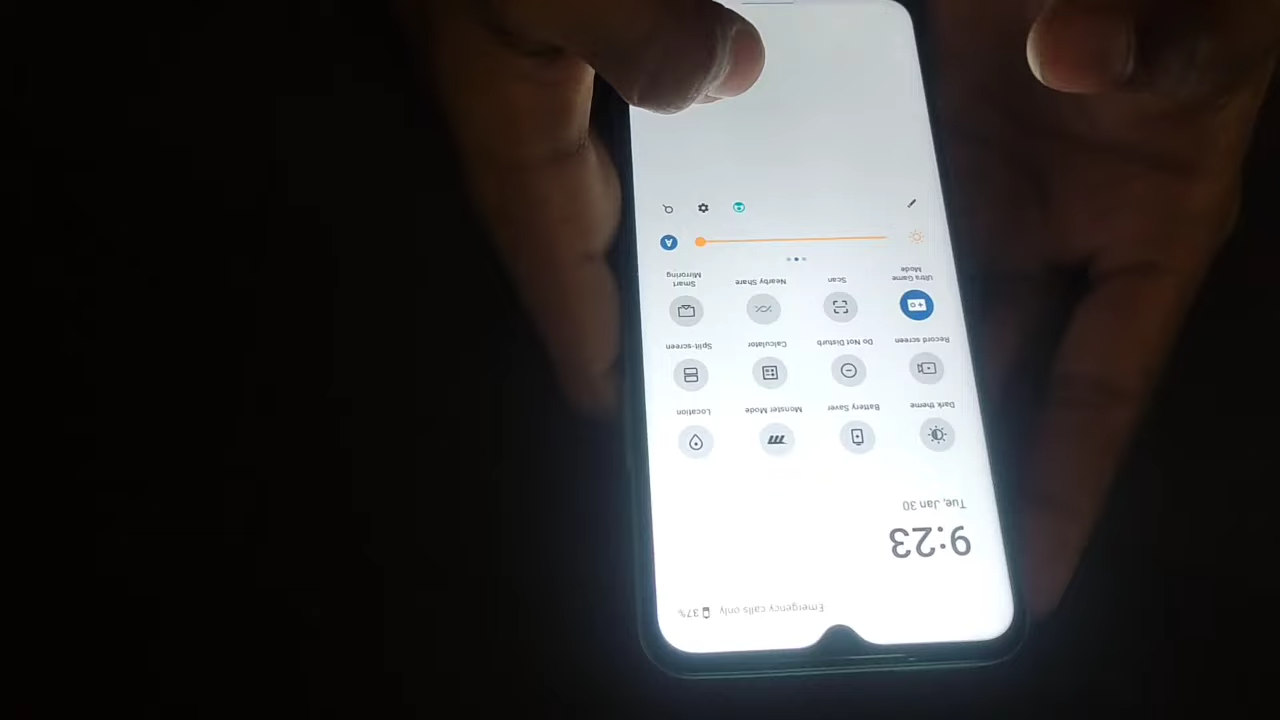 Emergency calls only 37%
9:23
Tue, Jan 30
Dark theme Battery Saver Monster Mode Location
Record screen Do Not Disturb Calculator Split-screen
Ultra Game Scan Nearby Share Smart
Mode Mirroring
A